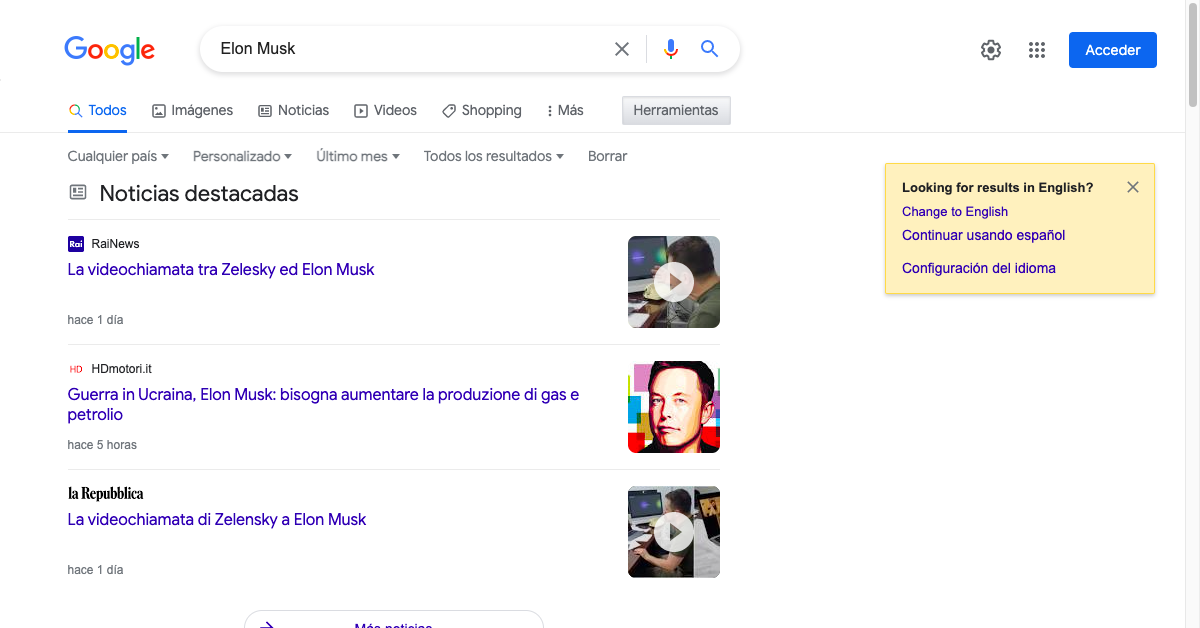 Google
Elon Musk
Acceder
Todos
Imágenes
Noticias
Videos
Shopping
Más
Herramientas
Cualquier país
Personalizado
Último mes
Todos los resultados
Borrar
Noticias destacadas
Rai RaiNews
La videochiamata tra Zelesky ed Elon Musk
hace 1 día
HD HDmotori.it
Guerra in Ucraina, Elon Musk: bisogna aumentare la produzione di gas e
petrolio
hace 5 horas
la Repubblica
La videochiamata di Zelensky a Elon Musk
hace 1 día
Más noticias
Looking for results in English?
Change to English
Continuar usando español
Configuración del idioma